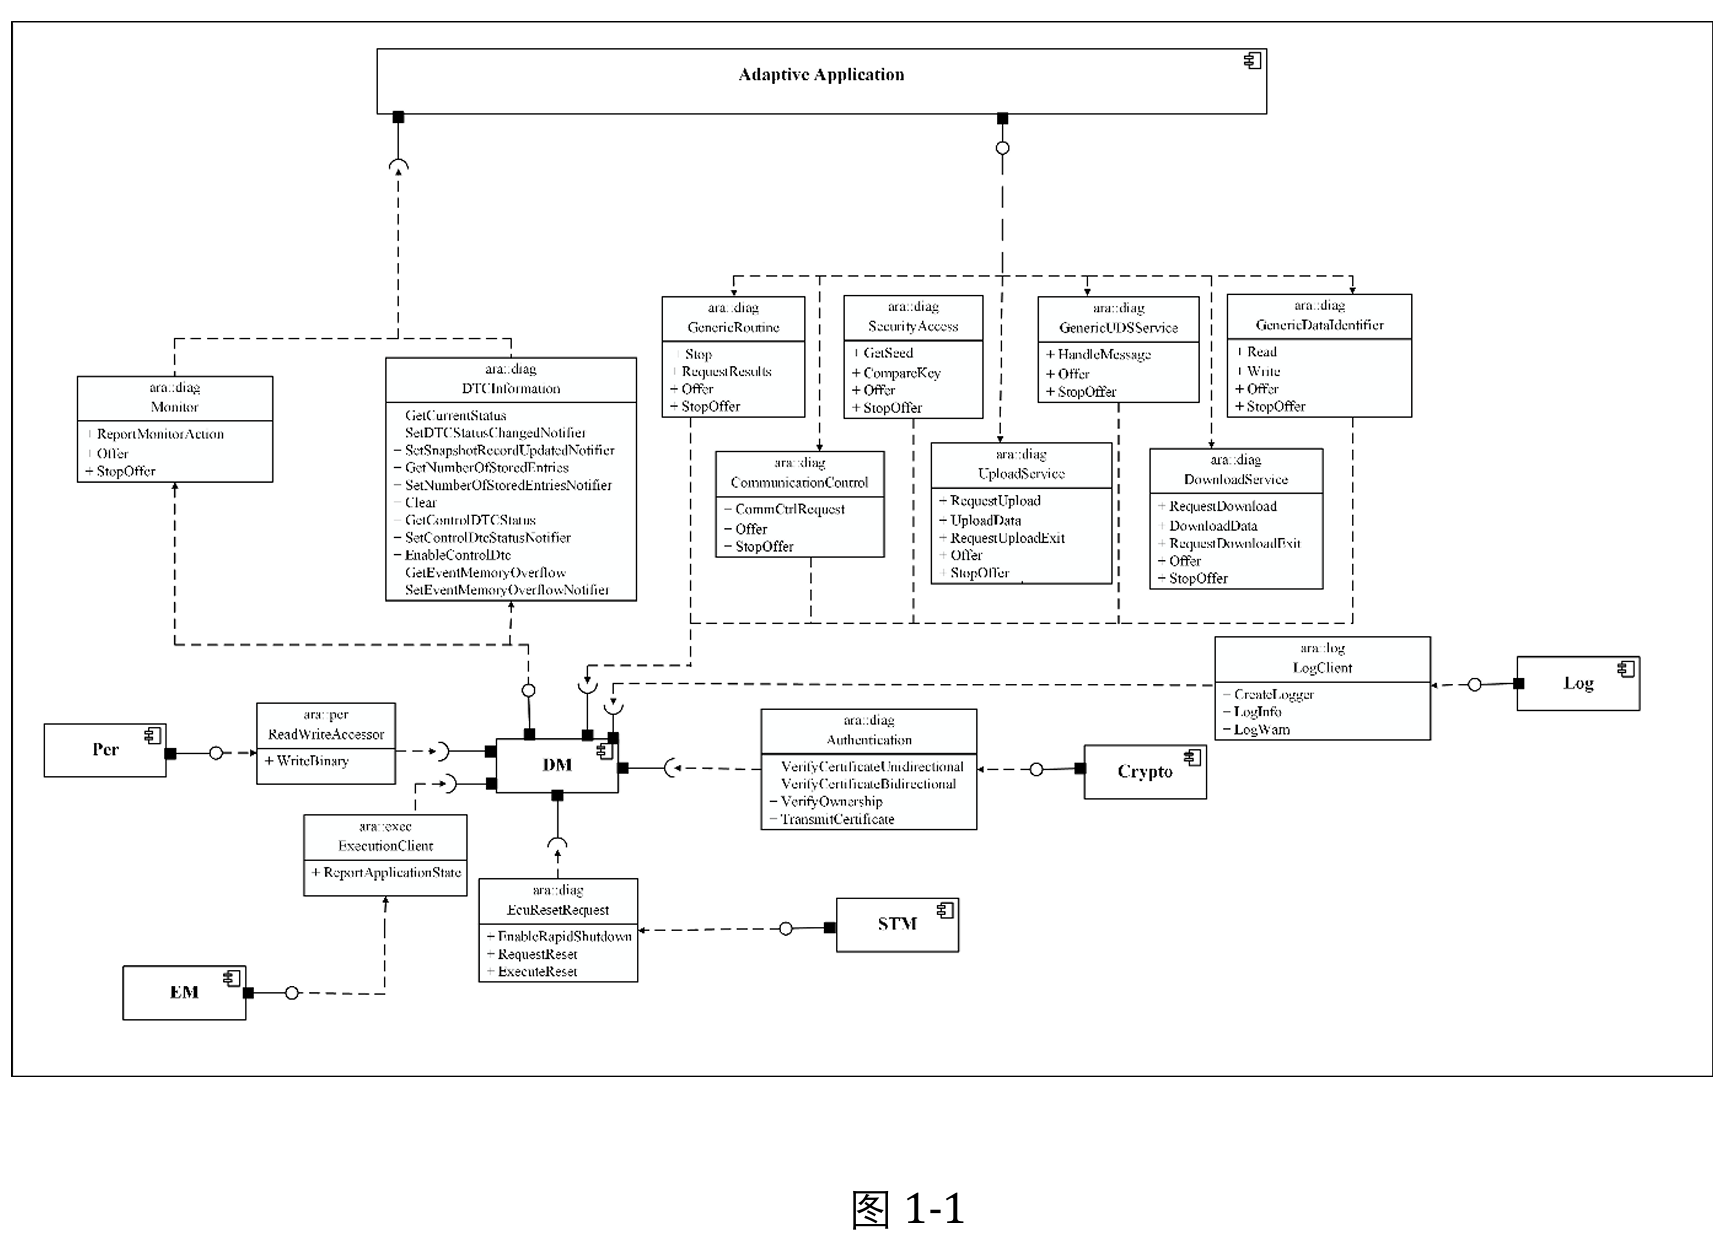 Adaptive Application
ara::diag
GenericRoutine
Stop
RequestResults
+ Offer
+ StopOffer
ara::diag
SecurityAccess
+ GetSeed
+ CompareKey
+ Offer
+ StopOffer
ara::diag
GenericUDSService
+ HandleMessage
+ Offer
+ StopOffer
ara::diag
GenericDataIdentifier
+ Read
+ Write
+ Offer
+ StopOffer
ara::diag
Monitor
+ ReportMonitorAction
+ Offer
+ StopOffer
ara::diag
DTCInformation
GetCurrentStatus
SetDTCStatusChangedNotifier
− SetSnapshotRecordUpdatedNotifier
− GetNumberOfStoredEntries
− SetNumberOfStoredEntriesNotifier
− Clear
− GetControlDTCStatus
− SetControlDtcStatusNotifier
− EnableControlDtc
GetEventMemoryOverflow
SetEventMemoryOverflowNotifier
ara::diag
CommunicationControl
− CommCtrlRequest
− Offer
− StopOffer
ara::diag
UploadService
+ RequestUpload
+ UploadData
+ RequestUploadExit
+ Offer
+ StopOffer
ara::diag
DownloadService
+ RequestDownload
+ DownloadData
+ RequestDownloadExit
+ Offer
+ StopOffer
ara::log
LogClient
− CreateLogger
− LogInfo
− LogWarn
Log
Per
ara::per
ReadWriteAccessor
+ WriteBinary
DM
ara::diag
Authentication
VerifyCertificateUnidirectional
VerifyCertificateBidirectional
− VerifyOwnership
− TransmitCertificate
Crypto
ara::exec
ExecutionClient
+ ReportApplicationState
ara::diag
EcuResetRequest
+ EnableRapidShutdown
+ RequestReset
+ ExecuteReset
STM
EM
图 1-1